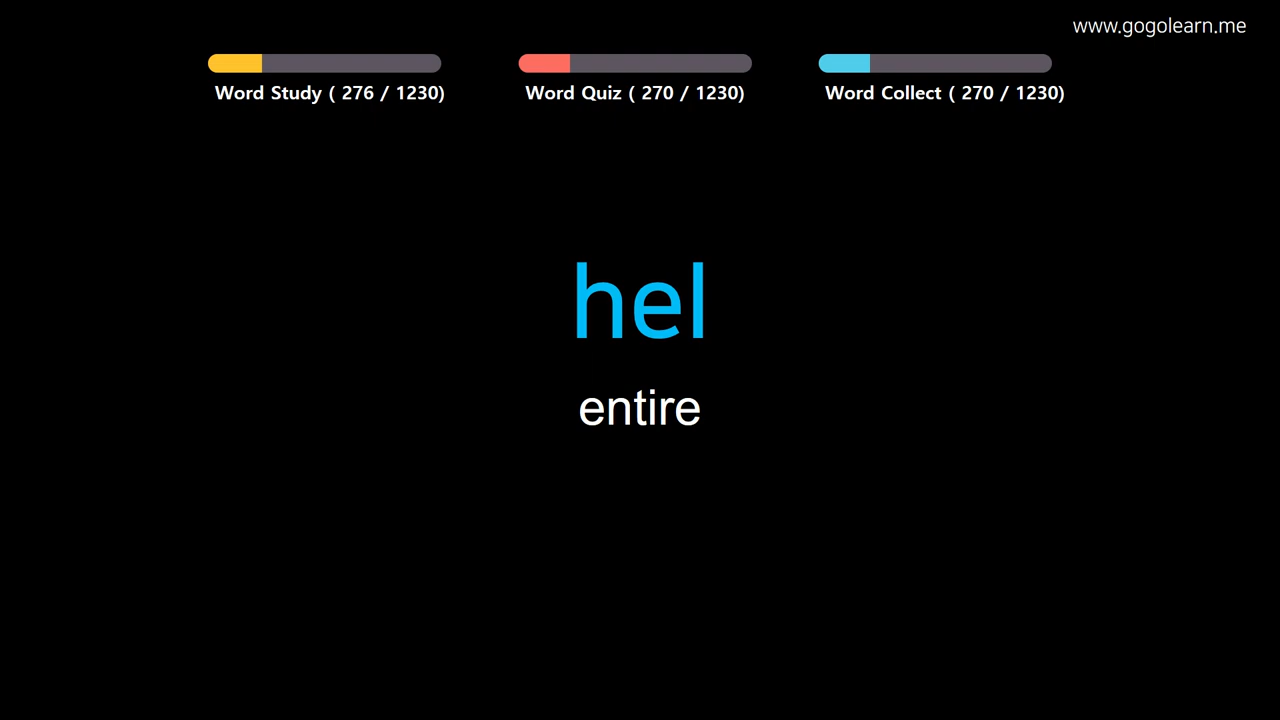 www.gogolearn.me
Word Study ( 276 / 1230)
Word Quiz ( 270 / 1230)
Word Collect ( 270 / 1230)
hel
entire